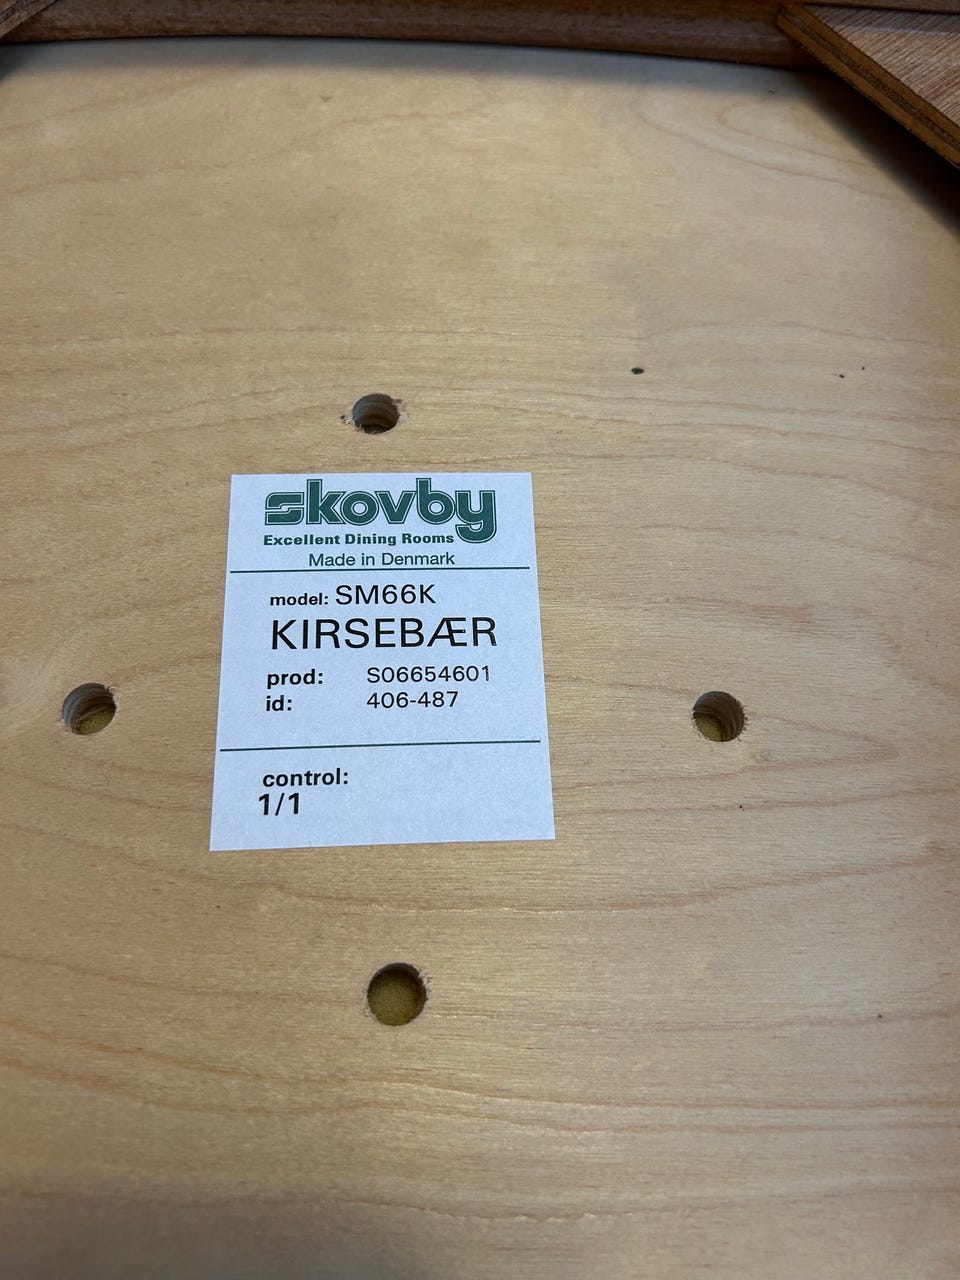 skovby
Excellent Dining Rooms
Made in Denmark
model: SM66K
KIRSEBÆR
prod: S06654601
id: 406-487
control:
1/1